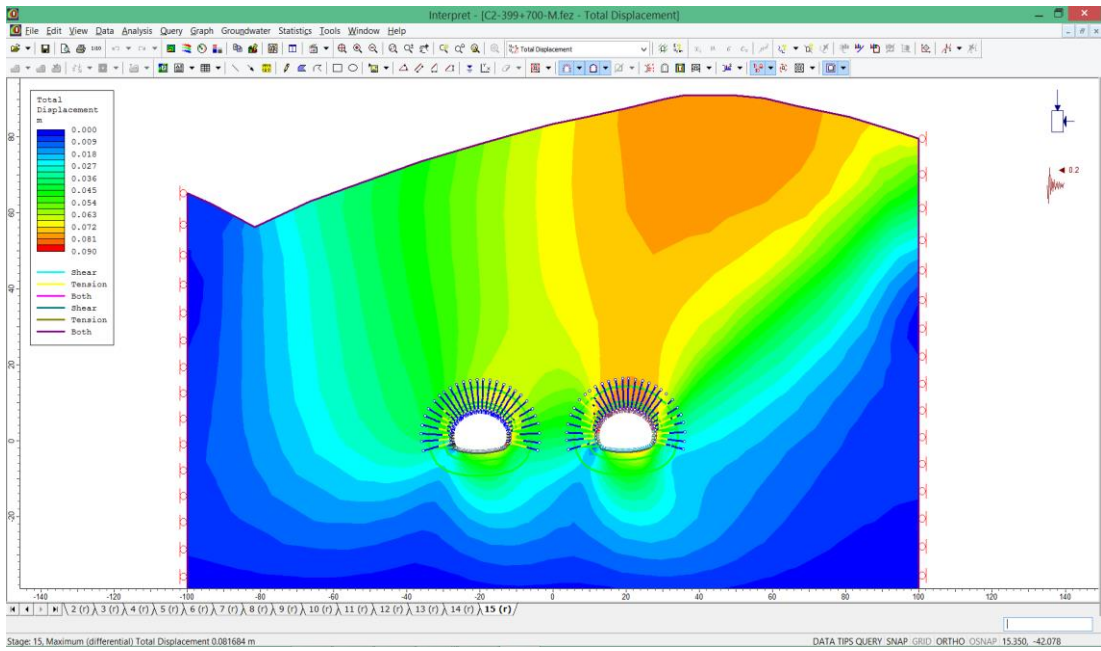 Interpret - [C2-399+700-M.fez - Total Displacement]
File Edit View Data Analysis Query Graph Groundwater Statistics Tools Window Help
Total Displacement
Total
Displacement
m
0.000
0.009
0.018
0.027
0.036
0.045
0.054
0.063
0.072
0.081
0.090
Shear
Tension
Both
Shear
Tension
Both
0.2
80
60
40
20
0
-20
-140 -120 -100 -80 -60 -40 -20 0 20 40 60 80 100 120 140
2 (r) 3 (r) 4 (r) 5 (r) 6 (r) 7 (r) 8 (r) 9 (r) 10 (r) 11 (r) 12 (r) 13 (r) 14 (r) 15 (r)
Stage: 15, Maximum (differential) Total Displacement 0.081684 m
DATA TIPS QUERY SNAP GRID ORTHO OSNAP 15.350, -42.078